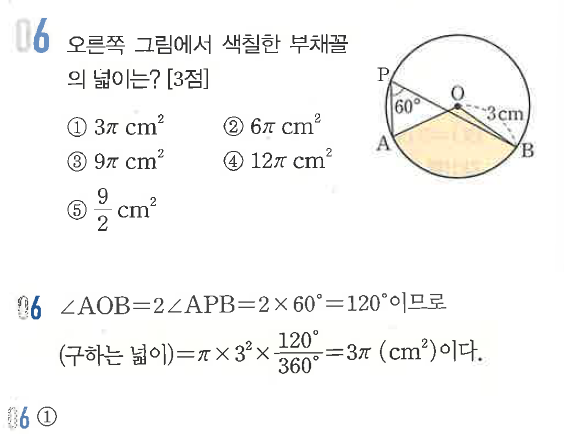 06 오른쪽 그림에서 색칠한 부채꼴
의 넓이는? [3점]
① 3π cm² ② 6π cm²
③ 9π cm² ④ 12π cm²
⑤ 9/2 cm²
P
O
60°
3cm
A
B
06 ∠AOB=2∠APB=2×60°=120°이므로
(구하는 넓이)=π×3²×120°/360°=3π (cm²)이다.
06 ①